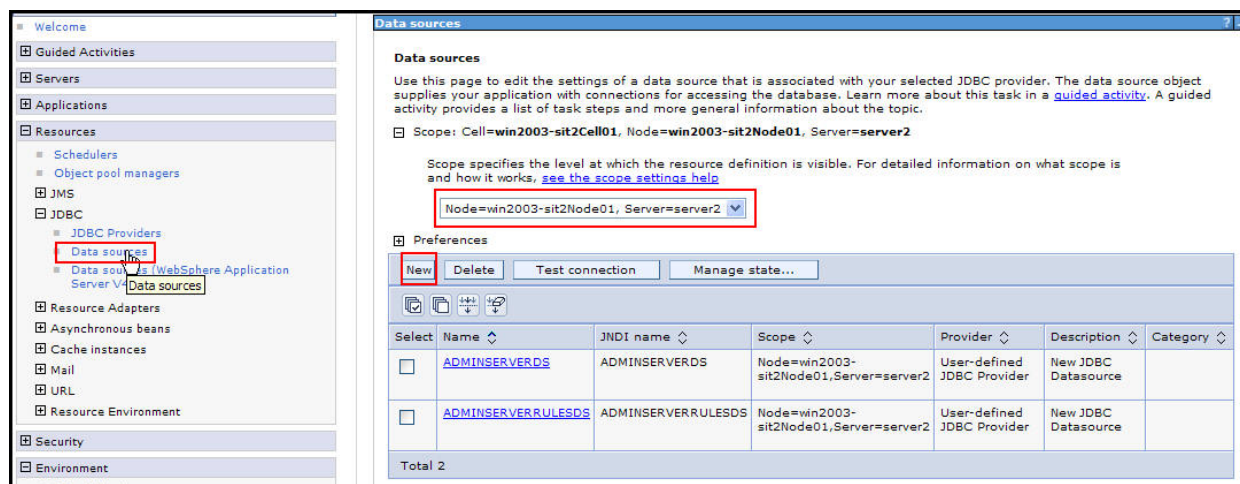 Welcome
Guided Activities
Servers
Applications
Resources
Schedulers
Object pool managers
JMS
JDBC
JDBC Providers
Data sources
Data sources (WebSphere Application
Server V4
Data sources
Resource Adapters
Asynchronous beans
Cache instances
Mail
URL
Resource Environment
Security
Environment
Data sources
?
Data sources
Use this page to edit the settings of a data source that is associated with your selected JDBC provider. The data source object
supplies your application with connections for accessing the database. Learn more about this task in a guided activity. A guided
activity provides a list of task steps and more general information about the topic.
Scope: Cell=win2003-sit2Cell01, Node=win2003-sit2Node01, Server=server2
Scope specifies the level at which the resource definition is visible. For detailed information on what scope is
and how it works, see the scope settings help
Node=win2003-sit2Node01, Server=server2
Preferences
New Delete Test connection Manage state...
Select Name JNDI name Scope Provider Description Category
ADMINSERVERDS ADMINSERVERDS Node=win2003-sit2Node01,Server=server2 User-defined JDBC Provider New JDBC Datasource
ADMINSERVERRULESDS ADMINSERVERRULESDS Node=win2003-sit2Node01,Server=server2 User-defined JDBC Provider New JDBC Datasource
Total 2